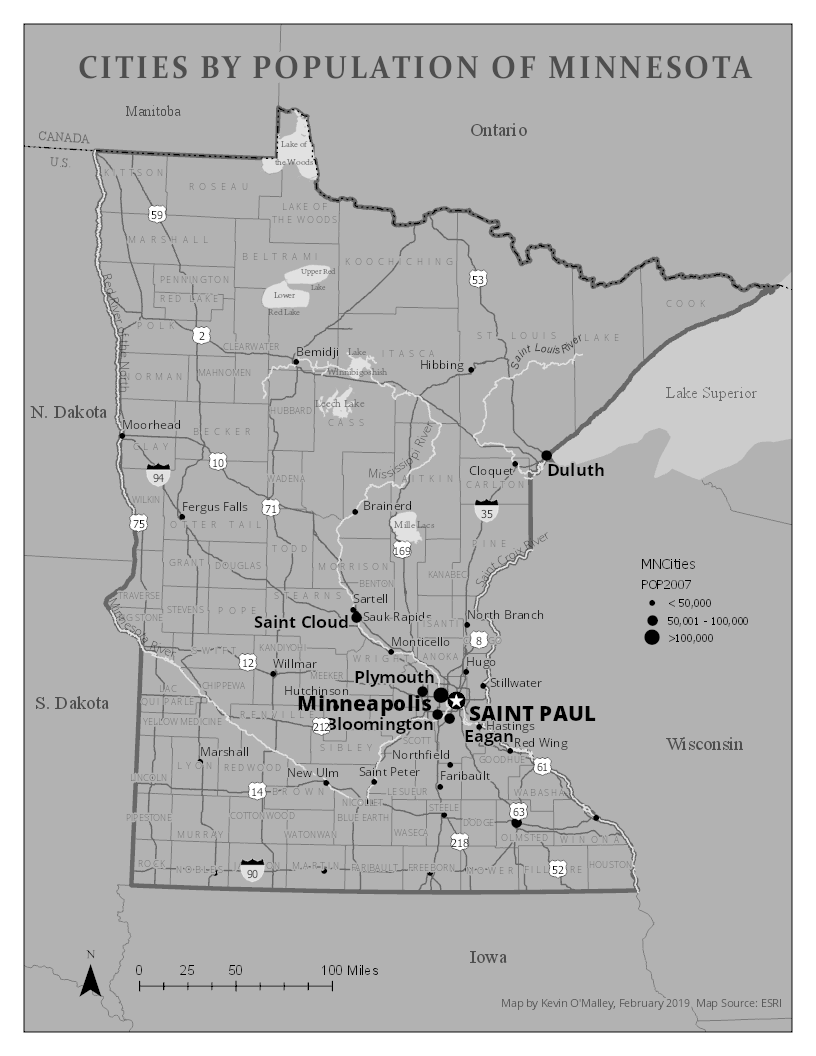 CITIES BY POPULATION OF MINNESOTA
Manitoba
Ontario
CANADA
U.S.
Lake of
the Woods
KITTSON
ROSEAU
LAKE OF
THE WOODS
59
MARSHALL
BELTRAMI
KOOCHICHING
PENNINGTON
RED LAKE
Upper Red
Lake
Lower
Red Lake
53
COOK
Red River of the North
POLK
2
CLEARWATER
ST LOUIS
LAKE
Saint Louis River
Bemidji
Lake
Winnibigoshish
ITASCA
Hibbing
NORMAN
MAHNOMEN
Lake Superior
HUBBARD
Leech Lake
CASS
N. Dakota
Moorhead
CLAY
BECKER
Mississippi River
10
94
WADENA
AITKIN
Cloquet
CARLTON
Duluth
WILKIN
Fergus Falls
71
Brainerd
35
75
OTTER TAIL
Mille Lacs
169
PINE
Saint Croix River
GRANT
DOUGLAS
TODD
MORRISON
KANABEC
BENTON
TRAVERSE
STEVENS
POPE
STEARNS
Sartell
Saint Cloud
Sauk Rapids
ISANTI
North Branch
Minnesota River
SWIFT
KANDIYOHI
Monticello
8
12
WRIGHT
ANOKA
Hugo
Willmar
MEEKER
LAC
QUI PARLE
CHIPPEWA
Plymouth
Stillwater
Hutchinson
Minneapolis
SAINT PAUL
YELLOW MEDICINE
RENVILLE
212
Bloomington
Hastings
Eagan
S. Dakota
Wisconsin
Marshall
SIBLEY
SCOTT
Northfield
Red Wing
GOODHUE
LINCOLN
LYON
REDWOOD
New Ulm
Saint Peter
Faribault
61
14
BROWN
NICOLLET
LE SUEUR
WABASHA
PIPESTONE
COTTONWOOD
BLUE EARTH
STEELE
DODGE
63
MURRAY
WATONWAN
WASECA
218
OLMSTED
WINONA
ROCK
NOBLES
90
MARTIN
FARIBAULT
FREEBORN
MOWER
52
HOUSTON
MNCities
POP2007
< 50,000
50,001 - 100,000
>100,000
Iowa
N
0 25 50 100 Miles
Map by Kevin O'Malley, February 2019 Map Source: ESRI